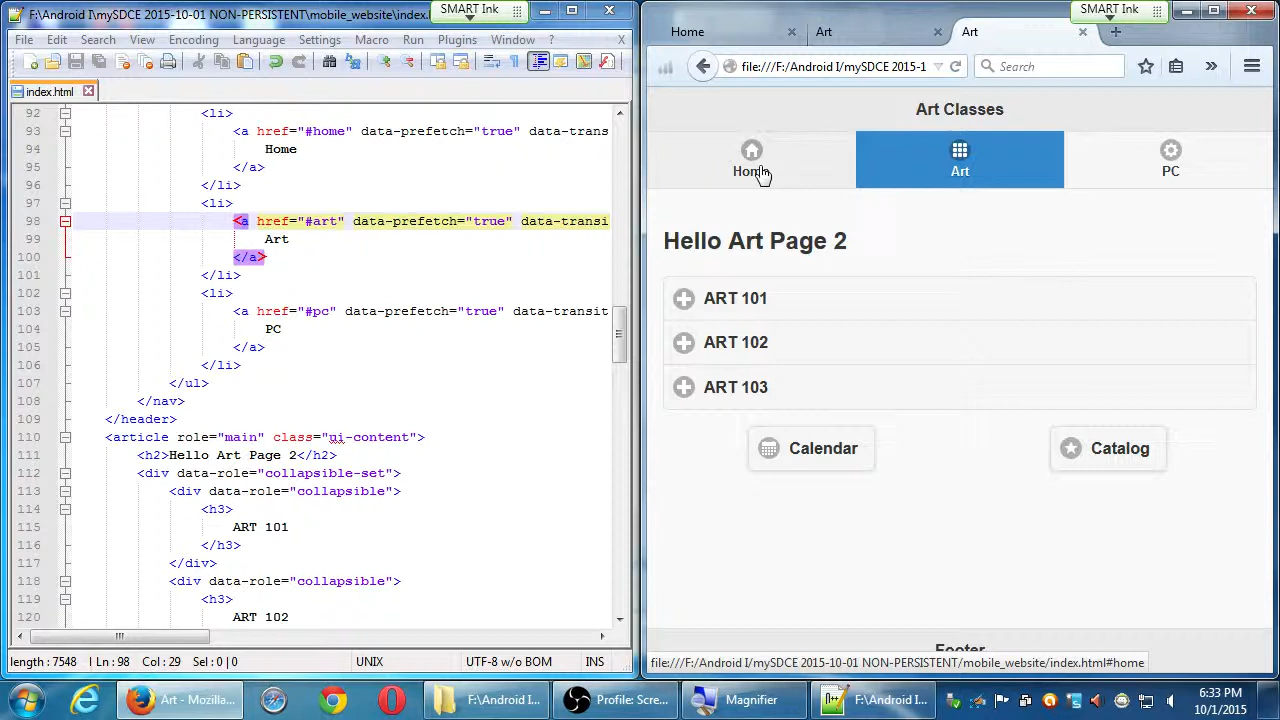 F:\Android I\mySDCE 2015-10-01 NON-PERSISTENT\mobile_website\index.h
SMART Ink
File Edit Search View Encoding Language Settings Macro Run Plugins Window ? X
index.html
92 <li>
93 <a href="#home" data-prefetch="true" data-trans
94 Home
95 </a>
96 </li>
97 <li>
98 <a href="#art" data-prefetch="true" data-transi
99 Art
100 </a>
101 </li>
102 <li>
103 <a href="#pc" data-prefetch="true" data-transit
104 PC
105 </a>
106 </li>
107 </ul>
108 </nav>
109 </header>
110 <article role="main" class="ui-content">
111 <h2>Hello Art Page 2</h2>
112 <div data-role="collapsible-set">
113 <div data-role="collapsible">
114 <h3>
115 ART 101
116 </h3>
117 </div>
118 <div data-role="collapsible">
119 <h3>
120 ART 102
length : 7548 l Ln : 98 Col : 29 Sel : 0 | 0 UNIX UTF-8 w/o BOM INS
SMART Ink
Home Art Art
file:///F:/Android I/mySDCE 2015-1 Search
Art Classes
Home Art PC
Hello Art Page 2
ART 101
ART 102
ART 103
Calendar Catalog
Footer
file:///F:/Android I/mySDCE 2015-10-01 NON-PERSISTENT/mobile_website/index.html#home
Art - Mozilla... F:\Android I... Profile: Scre... Magnifier F:\Android I...
6:33 PM
10/1/2015